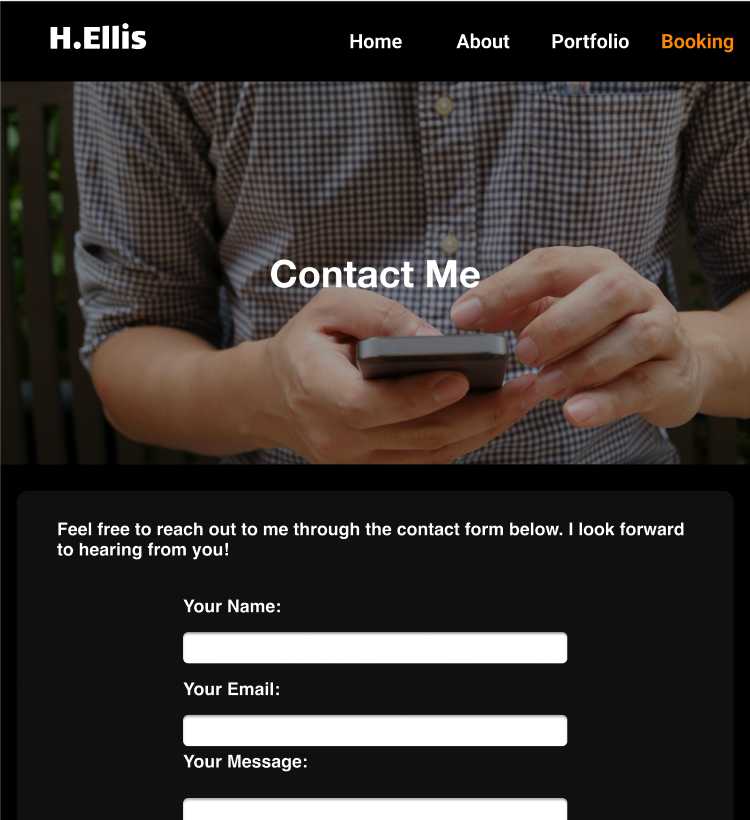 H.Ellis
Home About Portfolio Booking
Contact Me
Feel free to reach out to me through the contact form below. I look forward
to hearing from you!
Your Name:
Your Email:
Your Message: